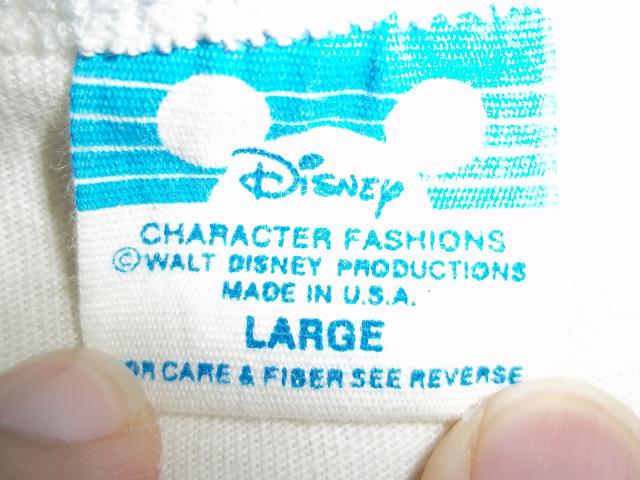 Disney
CHARACTER FASHIONS
©WALT DISNEY PRODUCTIONS
MADE IN U.S.A.
LARGE
OR CARE & FIBER SEE REVERSE